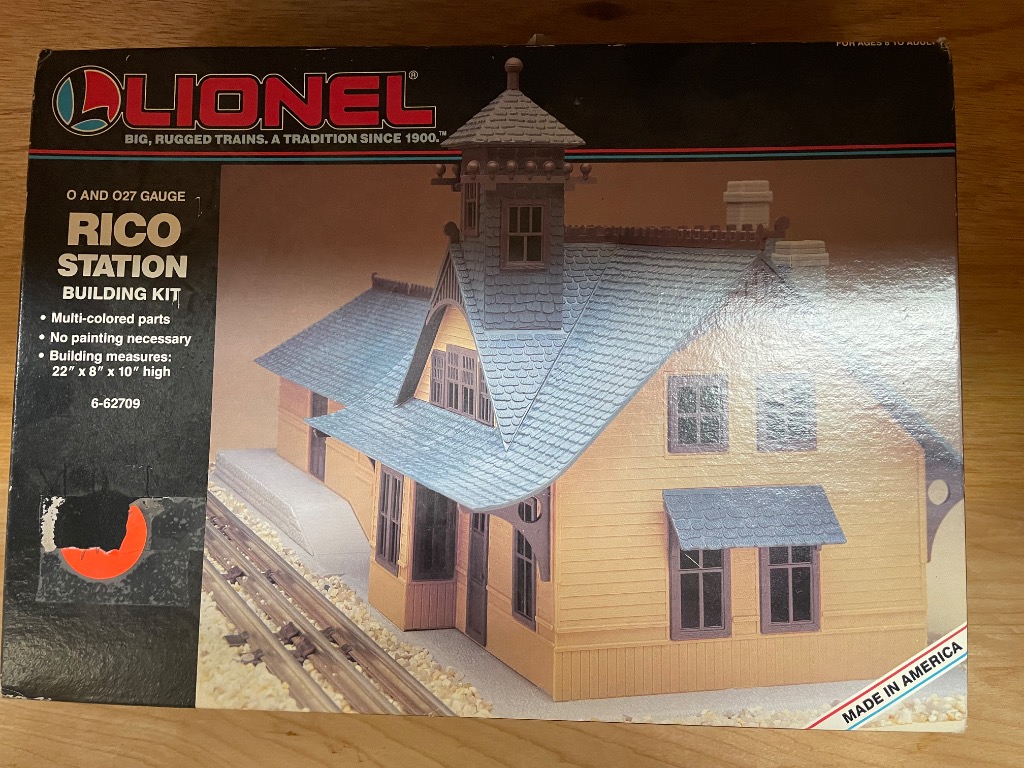 FOR AGES 8 TO ADULT
LIONEL®
BIG, RUGGED TRAINS. A TRADITION SINCE 1900.™
O AND O27 GAUGE
RICO
STATION
BUILDING KIT
• Multi-colored parts
• No painting necessary
• Building measures:
22″ x 8″ x 10″ high
6-62709
MADE IN AMERICA